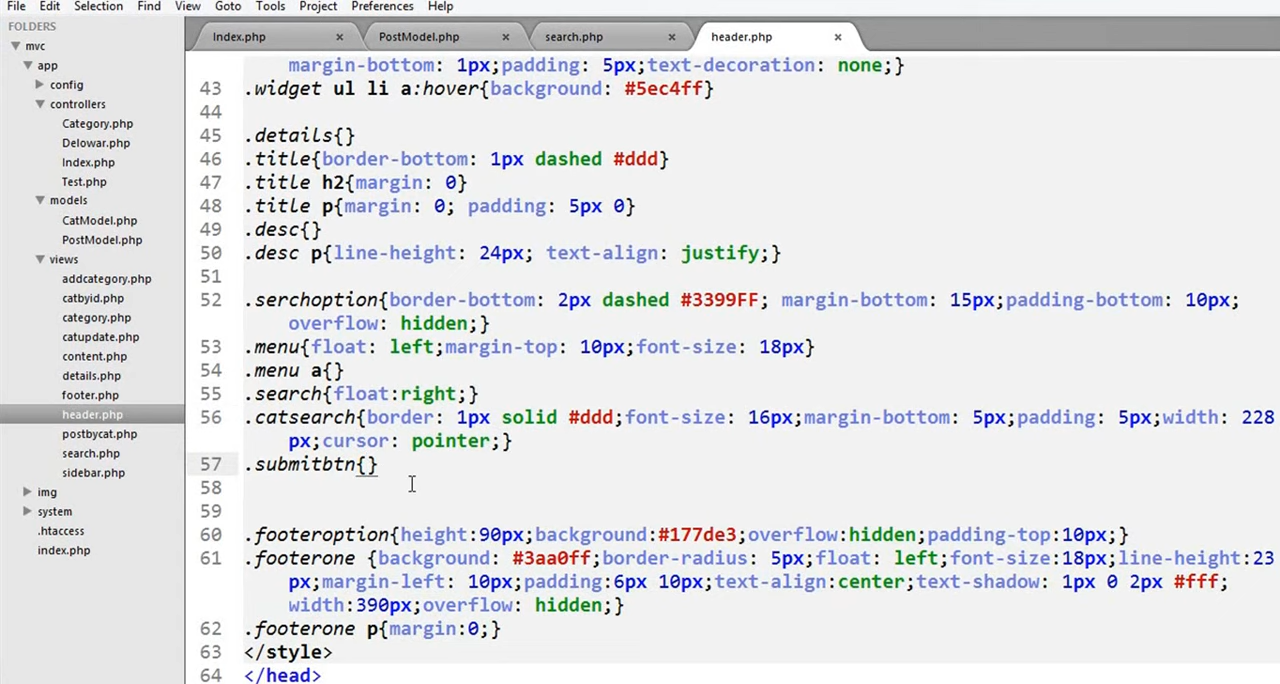 File Edit Selection Find View Goto Tools Project Preferences Help
FOLDERS
mvc
app
config
controllers
Category.php
Delowar.php
Index.php
Test.php
models
CatModel.php
PostModel.php
views
addcategory.php
catbyid.php
category.php
catupdate.php
content.php
details.php
footer.php
header.php
postbycat.php
search.php
sidebar.php
img
system
.htaccess
index.php
Index.php × PostModel.php × search.php × header.php ×
margin-bottom: 1px;padding: 5px;text-decoration: none;}
43 .widget ul li a:hover{background: #5ec4ff}
44
45 .details{}
46 .title{border-bottom: 1px dashed #ddd}
47 .title h2{margin: 0}
48 .title p{margin: 0; padding: 5px 0}
49 .desc{}
50 .desc p{line-height: 24px; text-align: justify;}
51
52 .serchoption{border-bottom: 2px dashed #3399FF; margin-bottom: 15px;padding-bottom: 10px;
overflow: hidden;}
53 .menu{float: left;margin-top: 10px;font-size: 18px}
54 .menu a{}
55 .search{float:right;}
56 .catsearch{border: 1px solid #ddd;font-size: 16px;margin-bottom: 5px;padding: 5px;width: 228
px;cursor: pointer;}
57 .submitbtn{}
58
59
60 .footeroption{height:90px;background:#177de3;overflow:hidden;padding-top:10px;}
61 .footerone {background: #3aa0ff;border-radius: 5px;float: left;font-size:18px;line-height:23
px;margin-left: 10px;padding:6px 10px;text-align:center;text-shadow: 1px 0 2px #fff;
width:390px;overflow: hidden;}
62 .footerone p{margin:0;}
63 </style>
64 </head>